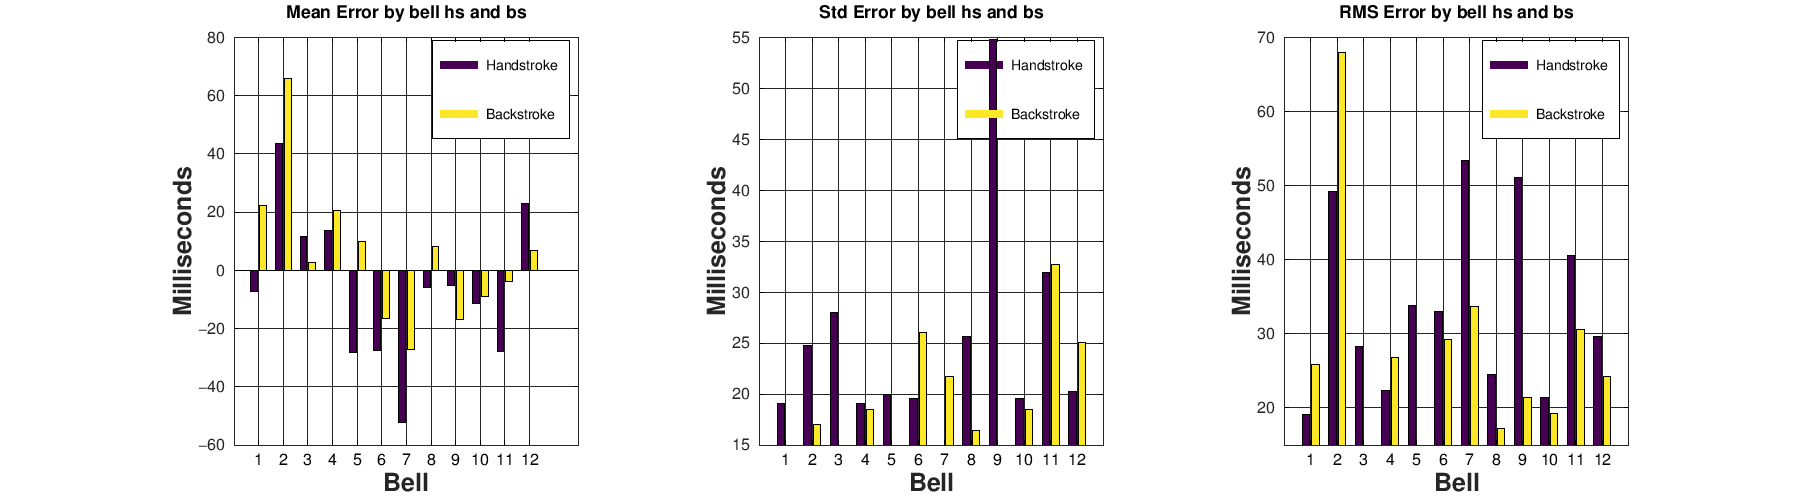 Mean Error by bell hs and bs
80
60
40
20
0
−20
−40
−60
Milliseconds
Handstroke
Backstroke
1 2 3 4 5 6 7 8 9 10 11 12
Bell
Std Error by bell hs and bs
55
50
45
40
35
30
25
20
15
Milliseconds
Handstroke
Backstroke
1 2 3 4 5 6 7 8 9 10 11 12
Bell
RMS Error by bell hs and bs
70
60
50
40
30
20
Milliseconds
Handstroke
Backstroke
1 2 3 4 5 6 7 8 9 10 11 12
Bell